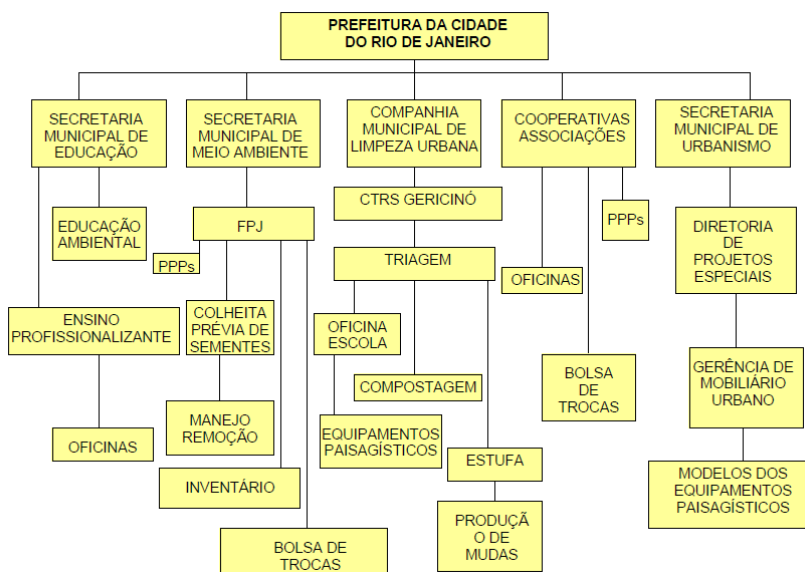 PREFEITURA DA CIDADE
DO RIO DE JANEIRO
SECRETARIA
MUNICIPAL DE
EDUCAÇÃO
SECRETARIA
MUNICIPAL DE
MEIO AMBIENTE
COMPANHIA
MUNICIPAL DE
LIMPEZA URBANA
COOPERATIVAS
ASSOCIAÇÕES
SECRETARIA
MUNICIPAL DE
URBANISMO
EDUCAÇÃO
AMBIENTAL
ENSINO
PROFISSIONALIZANTE
OFICINAS
FPJ
PPPs
COLHEITA
PRÉVIA DE
SEMENTES
MANEJO
REMOÇÃO
INVENTÁRIO
BOLSA DE
TROCAS
CTRS GERICINÓ
TRIAGEM
OFICINA
ESCOLA
EQUIPAMENTOS
PAISAGÍSTICOS
COMPOSTAGEM
ESTUFA
PRODUÇÃ
O DE
MUDAS
OFICINAS
BOLSA
DE
TROCAS
PPPs
DIRETORIA
DE
PROJETOS
ESPECIAIS
GERÊNCIA DE
MOBILIÁRIO
URBANO
MODELOS DOS
EQUIPAMENTOS
PAISAGÍSTICOS